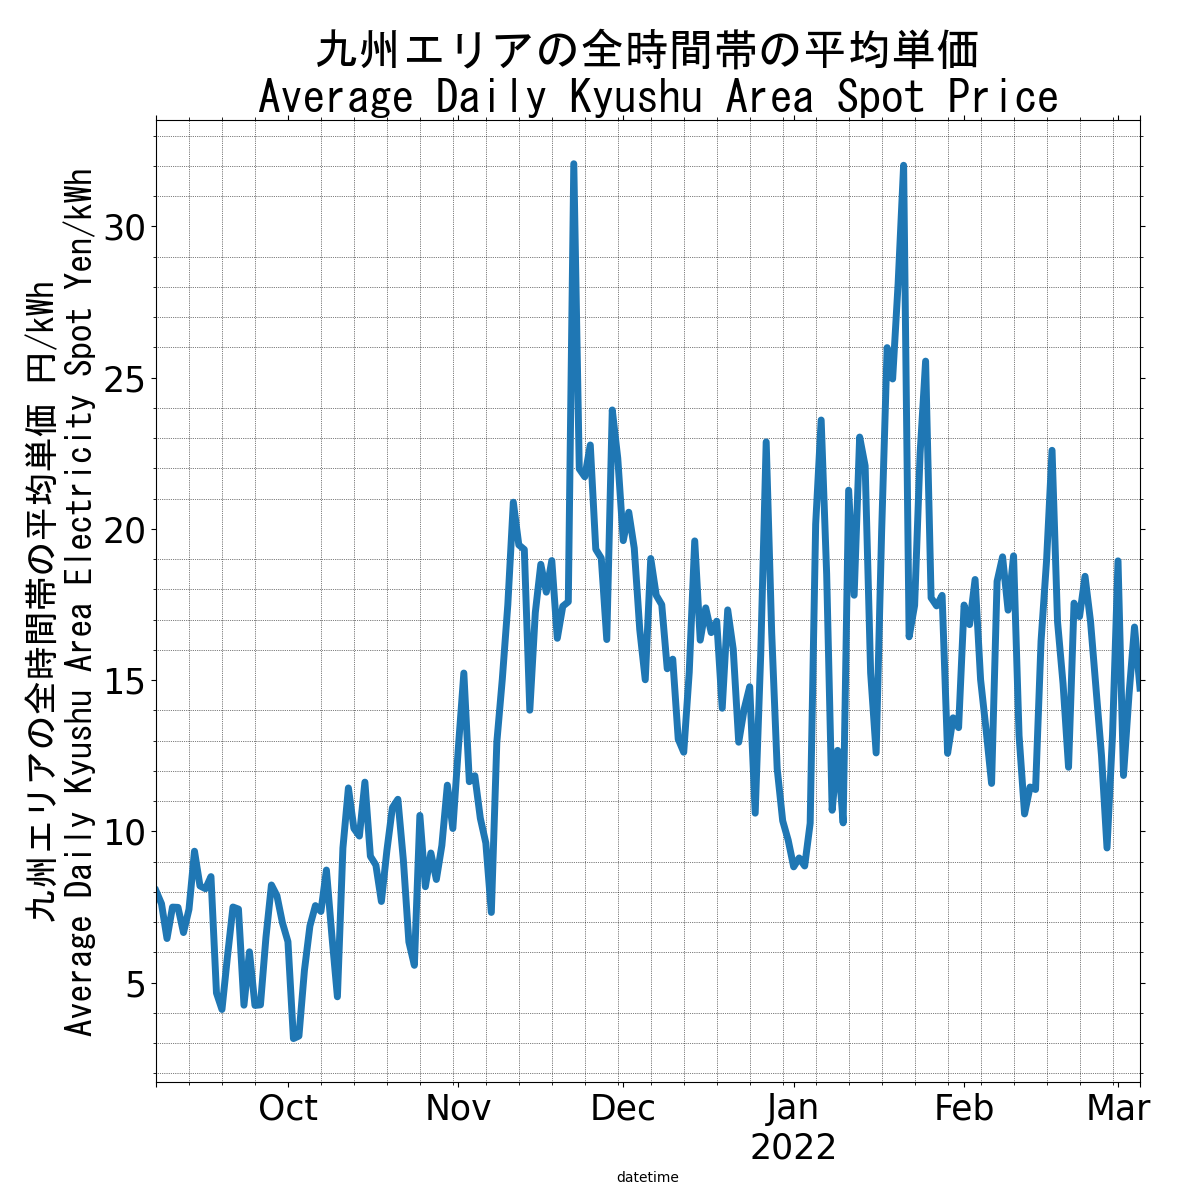 九州エリアの全時間帯の平均単価
Average Daily Kyushu Area Spot Price
九州エリアの全時間帯の平均単価 円/kWh
Average Daily Kyushu Area Electricity Spot Yen/kWh
30
25
20
15
10
5
Oct
Nov
Dec
Jan
2022
Feb
Mar
datetime